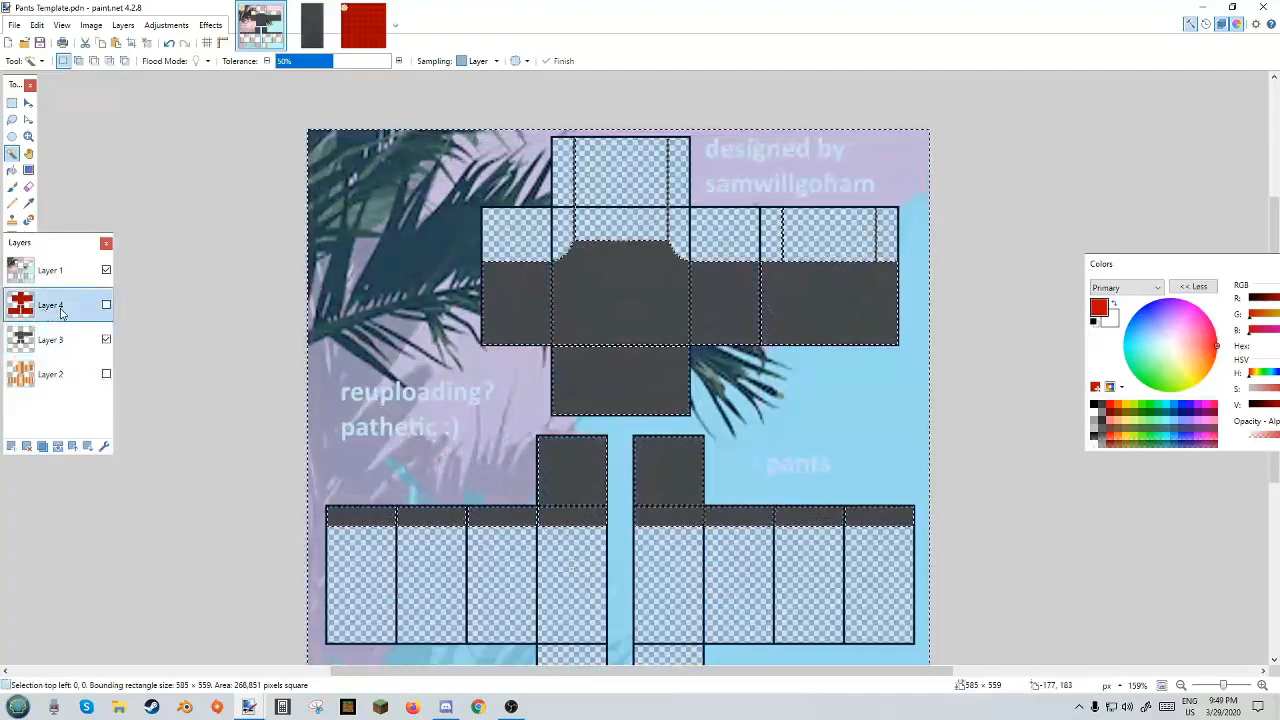 Pants Template.pdn - paint.net 4.2.8
File Edit View Image Layers Adjustments Effects
Tool: Flood Mode: Tolerance: 50% Sampling: Layer Finish
To...
Layers
Layer 1
Layer 4
Layer 3
Layer 2
designed by
samwillgoham
reuploading?
pathetic :)
- pants
Colors
Primary
<< Less
RGB
R:
G:
B:
HSV
H:
S:
V:
Opacity - Al
Selection top left: 0, 0. Bounding rectangle size: 585 × 559. Area: 268,851 pixels square
585 × 559
-177, 183
px
159%
ENG
US
9:49 PM
3/29/2020